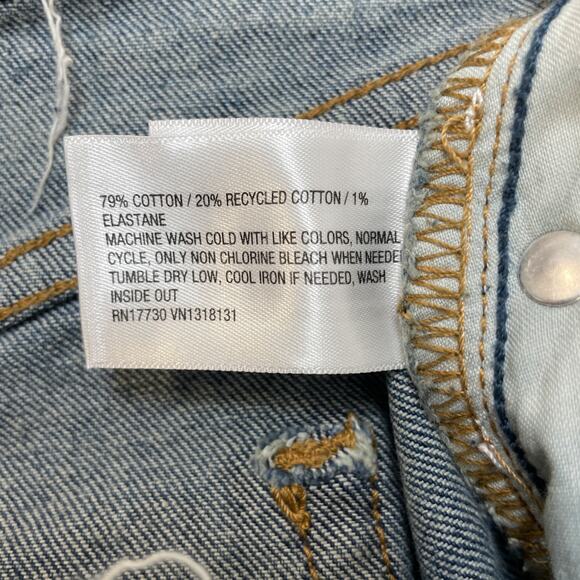 79% COTTON / 20% RECYCLED COTTON / 1%
ELASTANE
MACHINE WASH COLD WITH LIKE COLORS, NORMAL
CYCLE, ONLY NON CHLORINE BLEACH WHEN NEEDED
TUMBLE DRY LOW, COOL IRON IF NEEDED, WASH
INSIDE OUT
RN17730 VN1318131